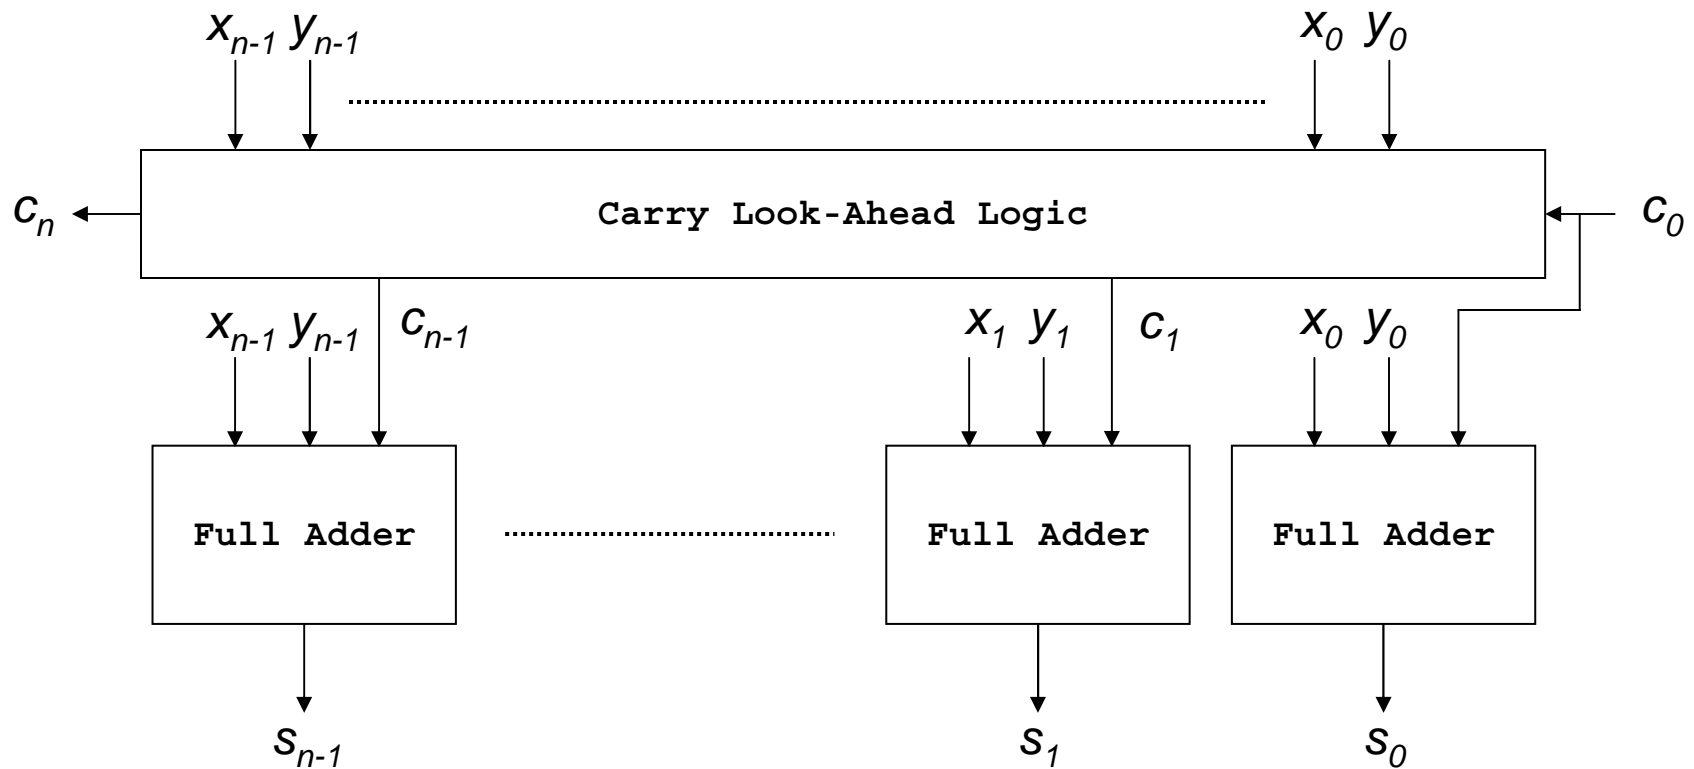 x_{n-1} y_{n-1} x_0 y_0
c_n Carry Look-Ahead Logic c_0
x_{n-1} y_{n-1} c_{n-1} x_1 y_1 c_1 x_0 y_0
Full Adder Full Adder Full Adder
s_{n-1} s_1 s_0